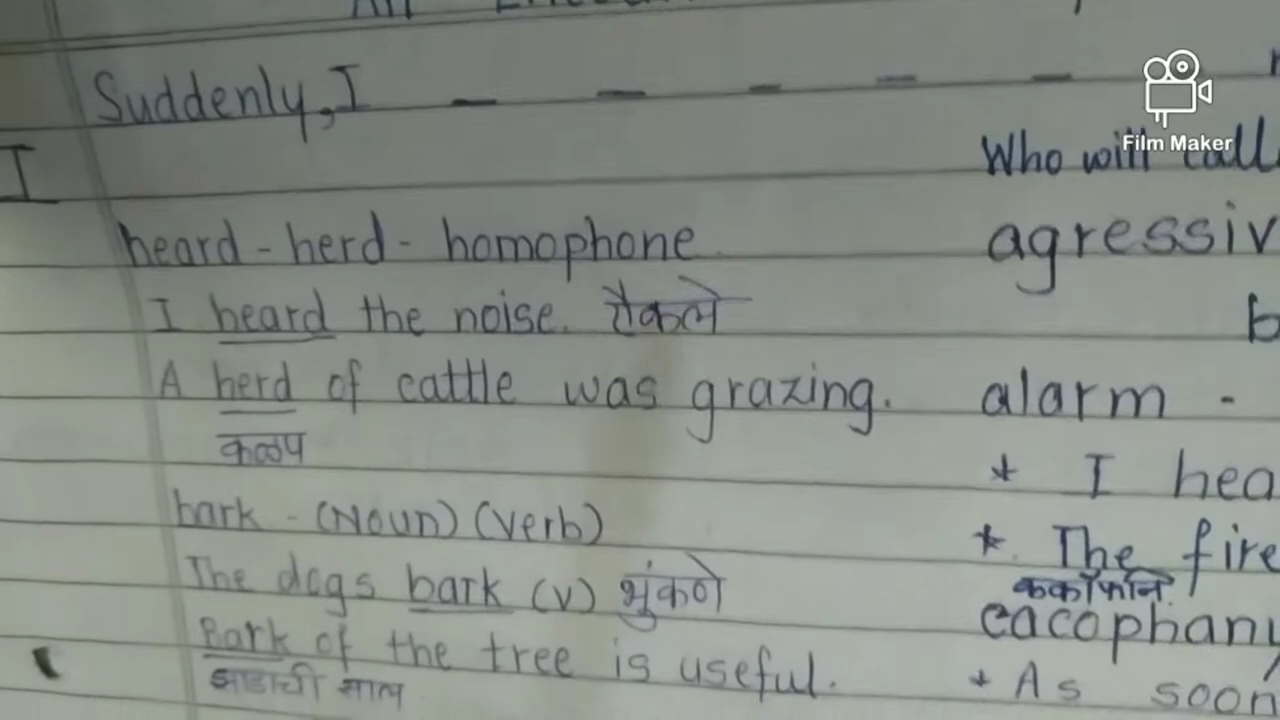 Suddenly, I - - - - -
I
heard - herd - homophone
I heard the noise. ऐकले
A herd of cattle was grazing.
कळप
bark - (Noun) (Verb)
The dogs bark (v) भुंकणे
Bark of the tree is useful.
झाडाची साल
Film Maker
Who will call
agressiv
b
alarm -
* I hea
* The fire
ककॉफनि
cacophany
* As soon